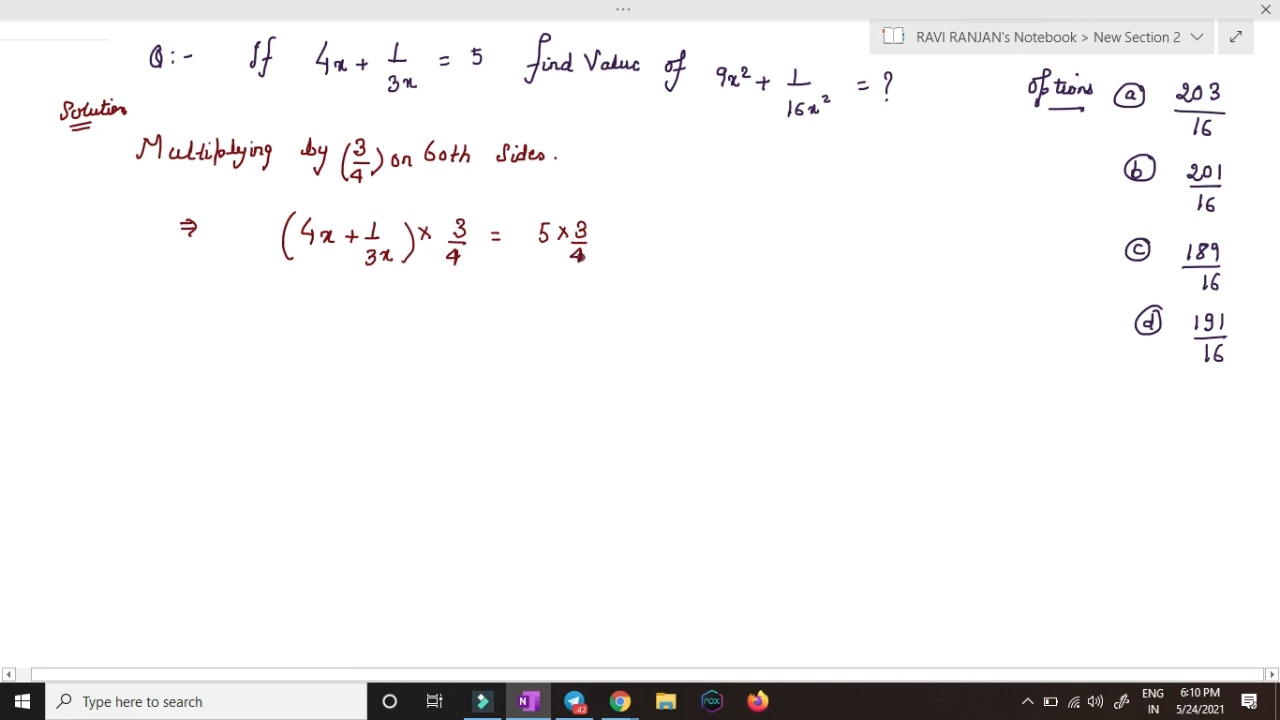 ...
RAVI RANJAN's Notebook > New Section 2
Q:- If 4x + 1/3x = 5 find Value of 9x² + 1/16x² = ?
Options (a) 203/16
Solution
Multiplying by (3/4) on both sides.
(b) 201/16
⇒ (4x + 1/3x) × 3/4 = 5 × 3/4
(c) 189/16
(d) 191/16
Type here to search
42
nox
ENG
IN
6:10 PM
5/24/2021